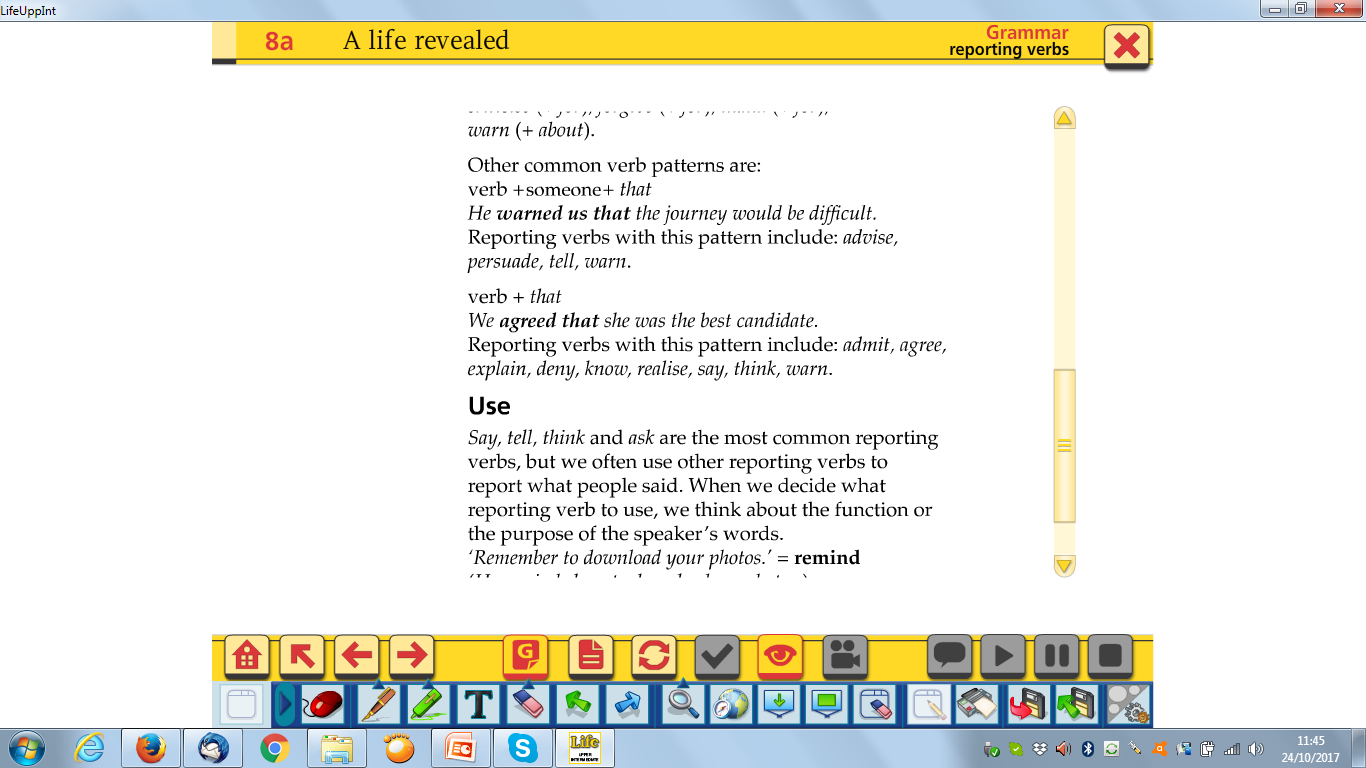 LifeUppInt
8a A life revealed
Grammar
reporting verbs
warn (+ about).
Other common verb patterns are:
verb +someone+ that
He warned us that the journey would be difficult.
Reporting verbs with this pattern include: advise,
persuade, tell, warn.
verb + that
We agreed that she was the best candidate.
Reporting verbs with this pattern include: admit, agree,
explain, deny, know, realise, say, think, warn.
Use
Say, tell, think and ask are the most common reporting
verbs, but we often use other reporting verbs to
report what people said. When we decide what
reporting verb to use, we think about the function or
the purpose of the speaker's words.
‘Remember to download your photos.’ = remind
G
T
Life
UPPER
INTERMEDIATE
11:45
24/10/2017